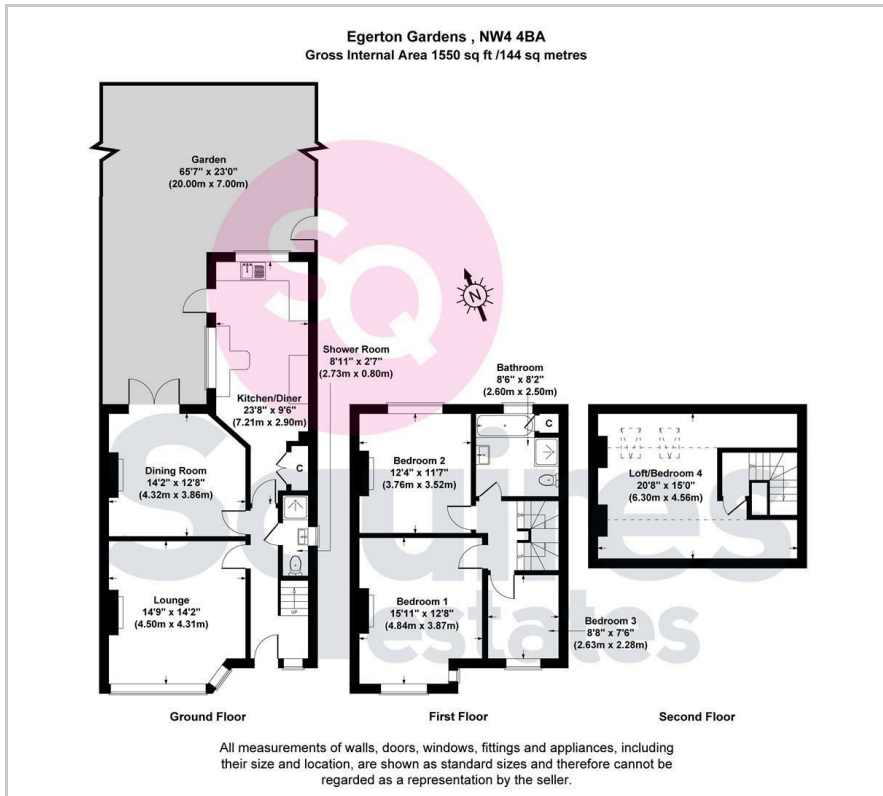 Egerton Gardens , NW4 4BA
Gross Internal Area 1550 sq ft /144 sq metres
Garden
65'7" x 23'0"
(20.00m x 7.00m)
SQ
N
Shower Room
8'11" x 2'7"
(2.73m x 0.80m)
Kitchen/Diner
23'8" x 9'6"
(7.21m x 2.90m)
Bathroom
8'6" x 8'2"
(2.60m x 2.50m)
C
C
Dining Room
14'2" x 12'8"
(4.32m x 3.86m)
Bedroom 2
12'4" x 11'7"
(3.76m x 3.52m)
Loft/Bedroom 4
20'8" x 15'0"
(6.30m x 4.56m)
DN
DN
UP
Squires
estates
Lounge
14'9" x 14'2"
(4.50m x 4.31m)
UP
Bedroom 1
15'11" x 12'8"
(4.84m x 3.87m)
Bedroom 3
8'8" x 7'6"
(2.63m x 2.28m)
Ground Floor
First Floor
Second Floor
All measurements of walls, doors, windows, fittings and appliances, including
their size and location, are shown as standard sizes and therefore cannot be
regarded as a representation by the seller.